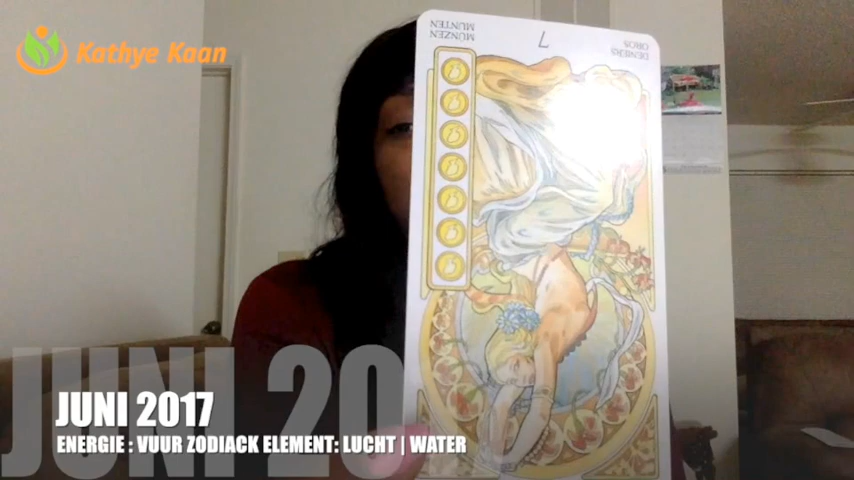 Kathye Kaan
MÜNZEN
MUNTEN
7
DENIERS
OROS
JUNI 20
JUNI 2017
ENERGIE : VUUR ZODIACK ELEMENT: LUCHT | WATER